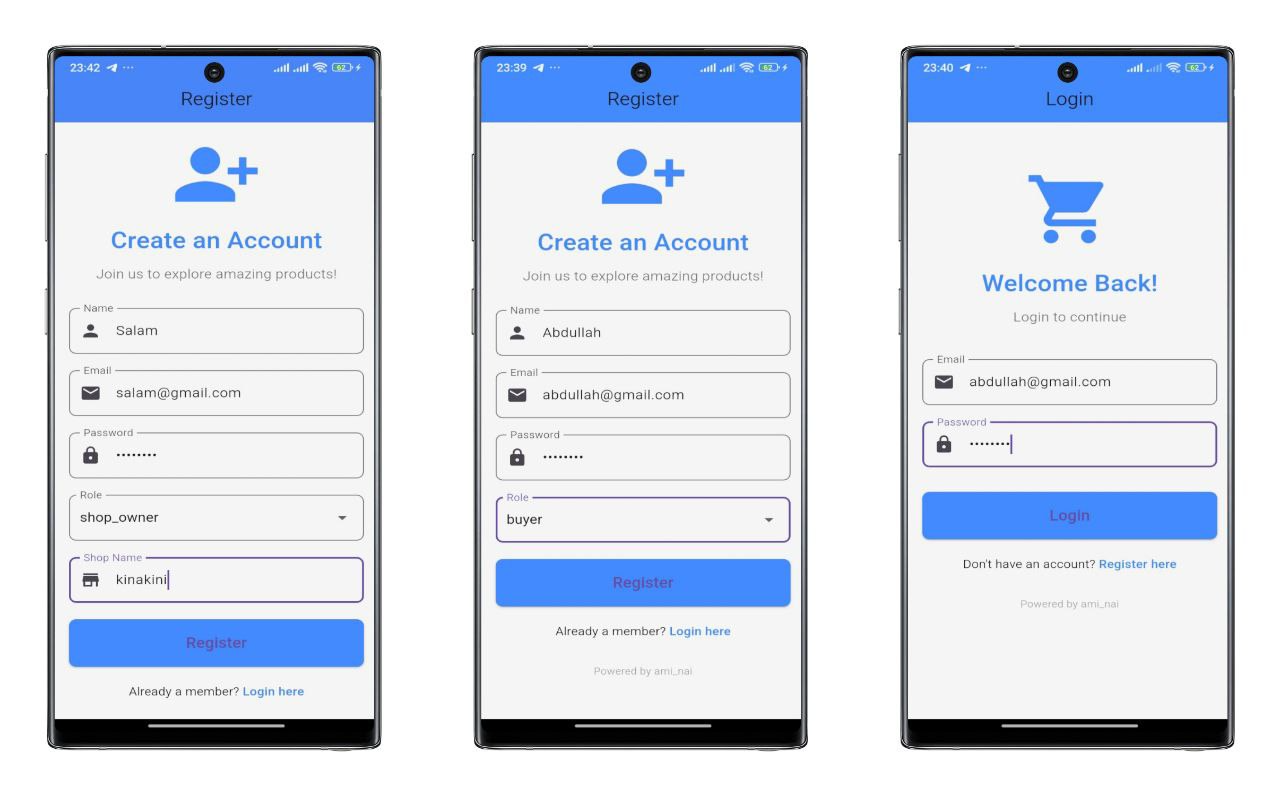 23:42
62
Register
Create an Account
Join us to explore amazing products!
Name
Salam
Email
salam@gmail.com
Password
••••••••
Role
shop_owner
Shop Name
kinakini
Register
Already a member? Login here
23:39
62
Register
Create an Account
Join us to explore amazing products!
Name
Abdullah
Email
abdullah@gmail.com
Password
••••••••
Role
buyer
Register
Already a member? Login here
Powered by ami_nai
23:40
62
Login
Welcome Back!
Login to continue
Email
abdullah@gmail.com
Password
••••••••
Login
Don't have an account? Register here
Powered by ami_nai